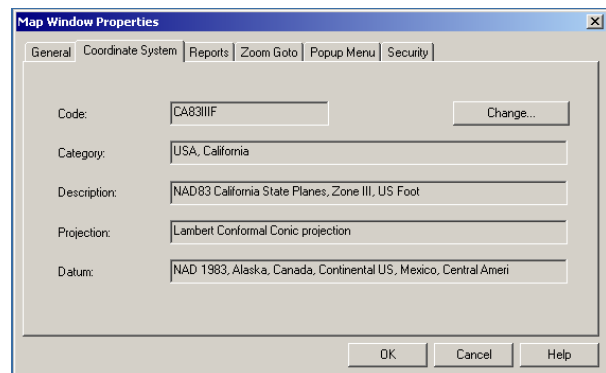 Map Window Properties
General Coordinate System Reports Zoom Goto Popup Menu Security
Code: CA83IIIF Change...
Category: USA, California
Description: NAD83 California State Planes, Zone III, US Foot
Projection: Lambert Conformal Conic projection
Datum: NAD 1983, Alaska, Canada, Continental US, Mexico, Central Ameri
OK Cancel Help